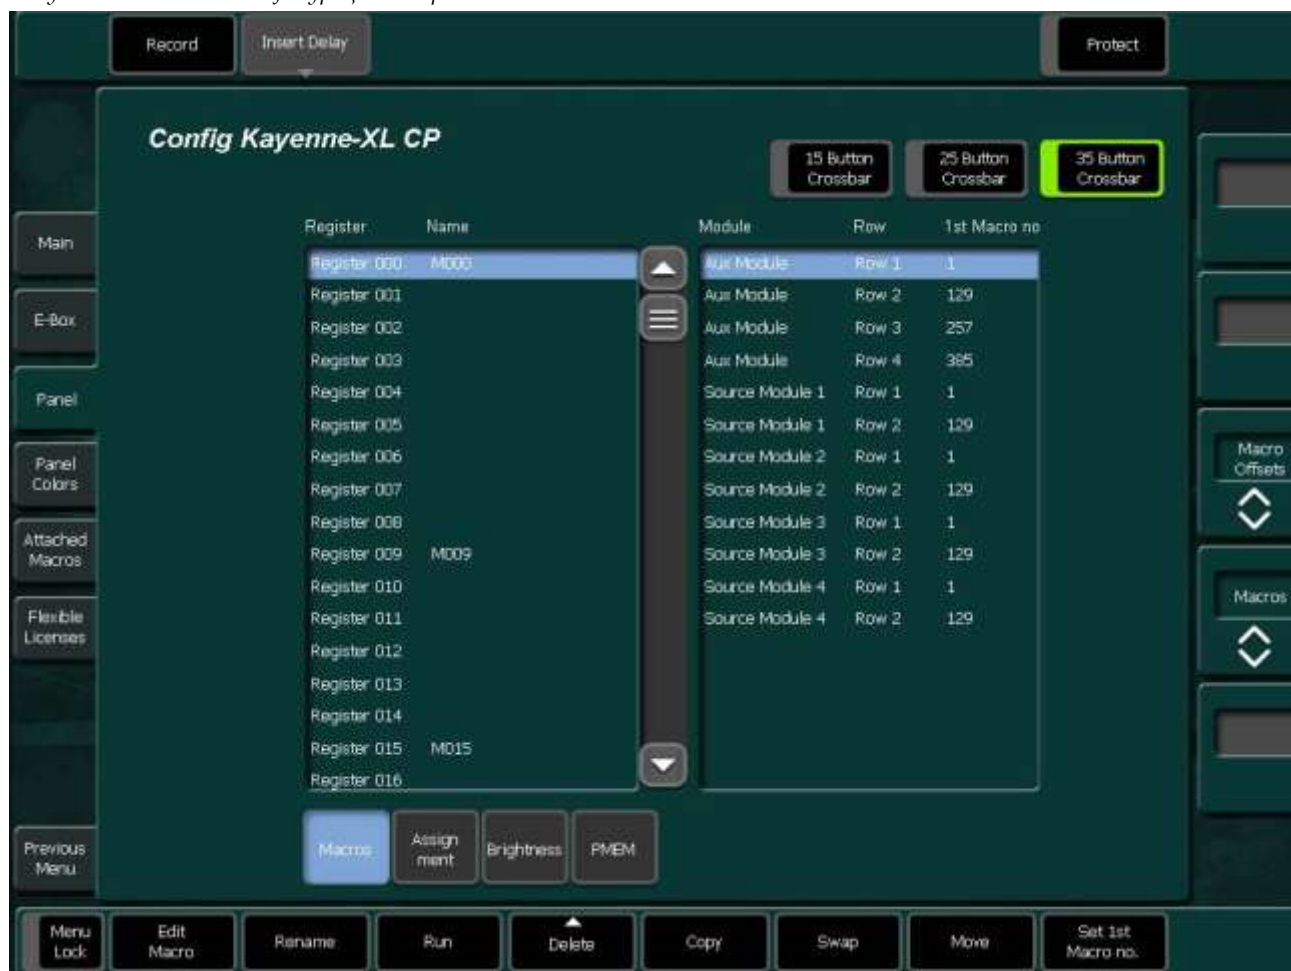 Record
Insert Delay
Protect
Config Kayenne-XL CP
15 Button
Crossbar
25 Button
Crossbar
35 Button
Crossbar
Register Name
Module Row 1st Macro no
Register 000 M000
Aux Module Row 1 1
Register 001
Aux Module Row 2 129
Register 002
Aux Module Row 3 257
Register 003
Aux Module Row 4 385
Register 004
Source Module 1 Row 1 1
Register 005
Source Module 1 Row 2 129
Register 006
Source Module 2 Row 1 1
Register 007
Source Module 2 Row 2 129
Register 008
Source Module 3 Row 1 1
Register 009 M009
Source Module 3 Row 2 129
Register 010
Source Module 4 Row 1 1
Register 011
Source Module 4 Row 2 129
Register 012
Register 013
Register 014
Register 015 M015
Register 016
Main
E-Box
Panel
Panel
Colors
Attached
Macros
Flexible
Licenses
Previous
Menu
Macro
Offsets
Macros
Macros
Assign
ment
Brightness
PMEM
Menu
Lock
Edit
Macro
Rename
Run
Delete
Copy
Swap
Move
Set 1st
Macro no.